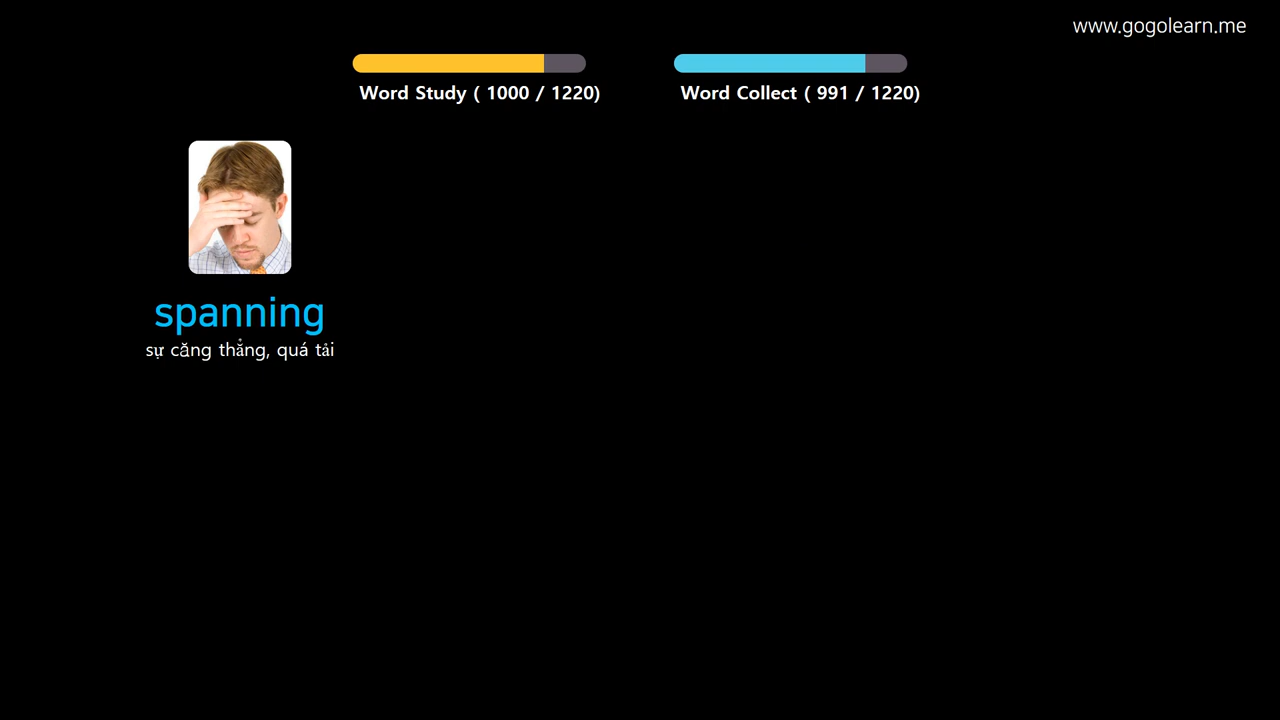 www.gogolearn.me
Word Study ( 1000 / 1220)
Word Collect ( 991 / 1220)
spanning
sự căng thẳng, quá tải